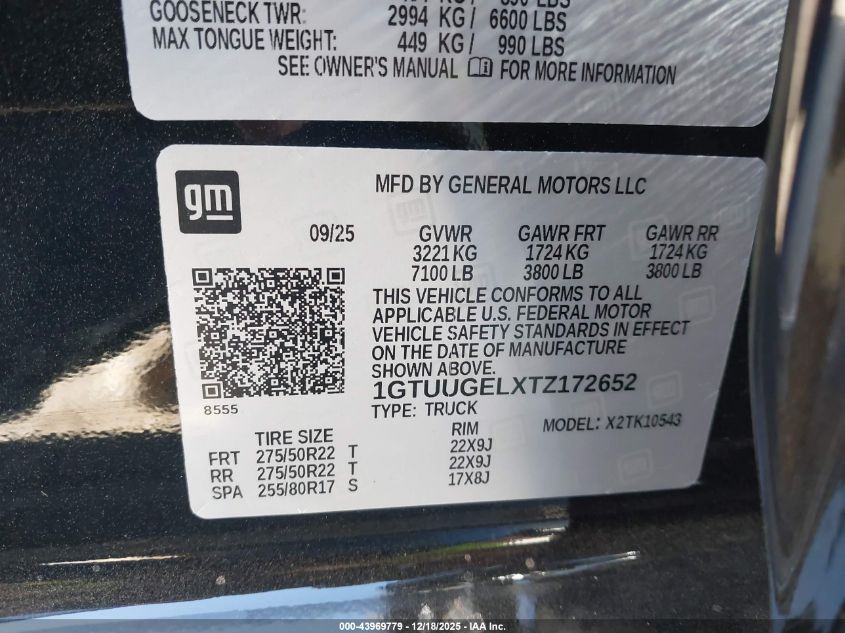 GOOSENECK TWR: 2994 KG/ 6600 LBS
MAX TONGUE WEIGHT: 449 KG/ 990 LBS
SEE OWNER'S MANUAL FOR MORE INFORMATION
gm
MFD BY GENERAL MOTORS LLC
09/25 GVWR GAWR FRT GAWR RR
3221 KG 1724 KG 1724 KG
7100 LB 3800 LB 3800 LB
THIS VEHICLE CONFORMS TO ALL
APPLICABLE U.S. FEDERAL MOTOR
VEHICLE SAFETY STANDARDS IN EFFECT
ON THE DATE OF MANUFACTURE
SHOWN ABOVE.
8555
1GTUUGELXTZ172652
TYPE: TRUCK
MODEL: X2TK10543
TIRE SIZE RIM
FRT 275/50R22 T 22X9J
RR 275/50R22 T 22X9J
SPA 255/80R17 S 17X8J
000-43969779 — 12/18/2025 — IAA Inc.